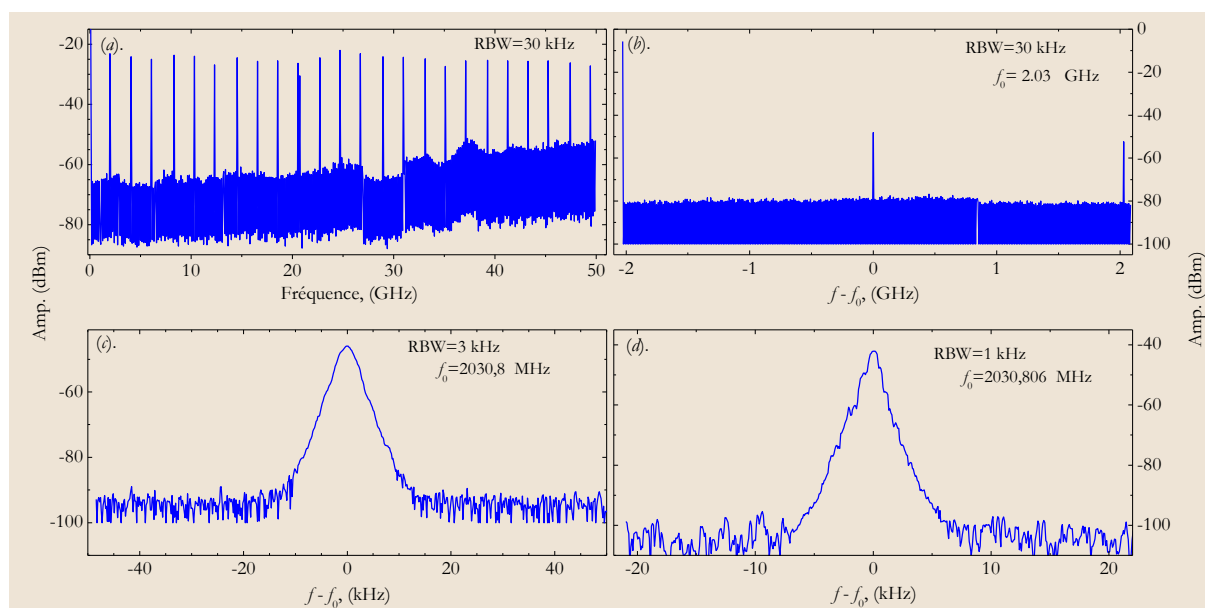 (a).
RBW=30 kHz
-20
-40
-60
-80
0
10
20
30
40
50
Fréquence, (GHz)
Amp. (dBm)
(b).
RBW=30 kHz
f0= 2.03 GHz
0
-20
-40
-60
-80
-100
-2
-1
0
1
2
f - f0, (GHz)
Amp. (dBm)
(c).
RBW=3 kHz
f0=2030,8 MHz
-60
-80
-100
-40
-20
0
20
40
f - f0, (kHz)
(d).
RBW=1 kHz
f0=2030,806 MHz
-40
-60
-80
-100
-20
-10
0
10
20
f - f0, (kHz)